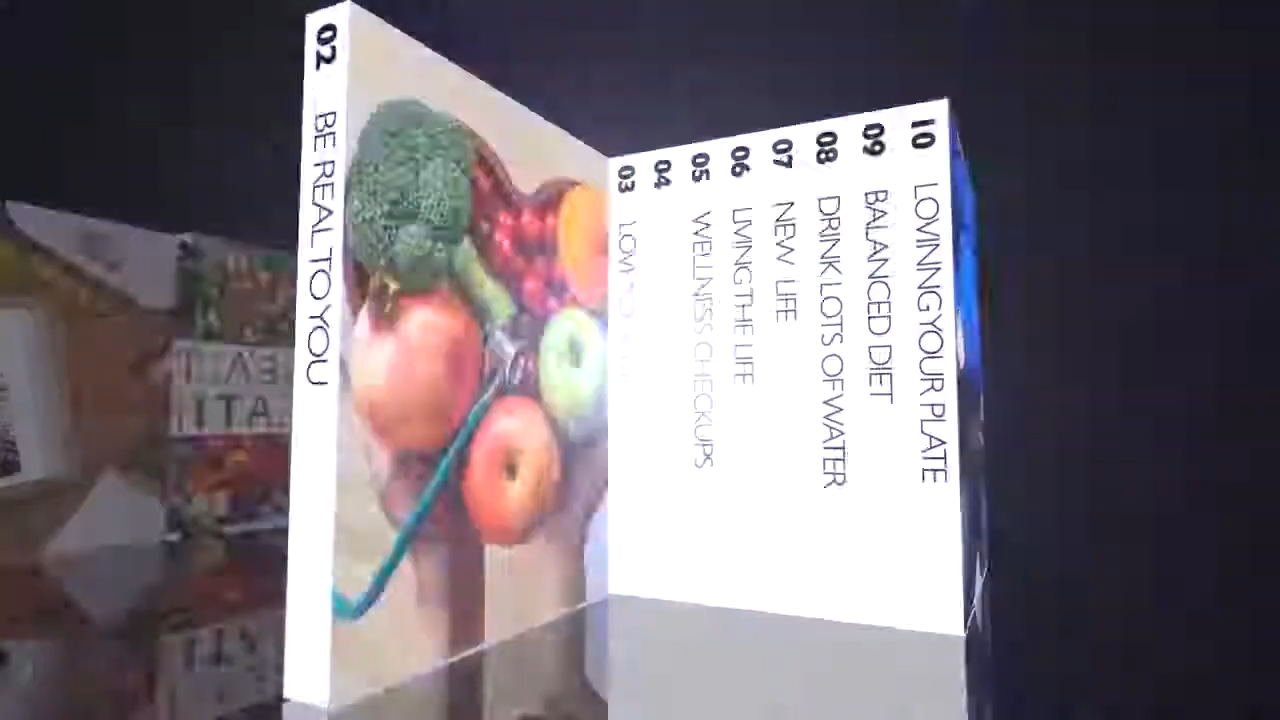 02 BE REAL TO YOU
03
04
05 WELLNESS CHECKUPS
06 LIVING THE LIFE
07 NEW LIFE
08 DRINK LOTS OF WATER
09 BALANCED DIET
10 LOVINNG YOUR PLATE